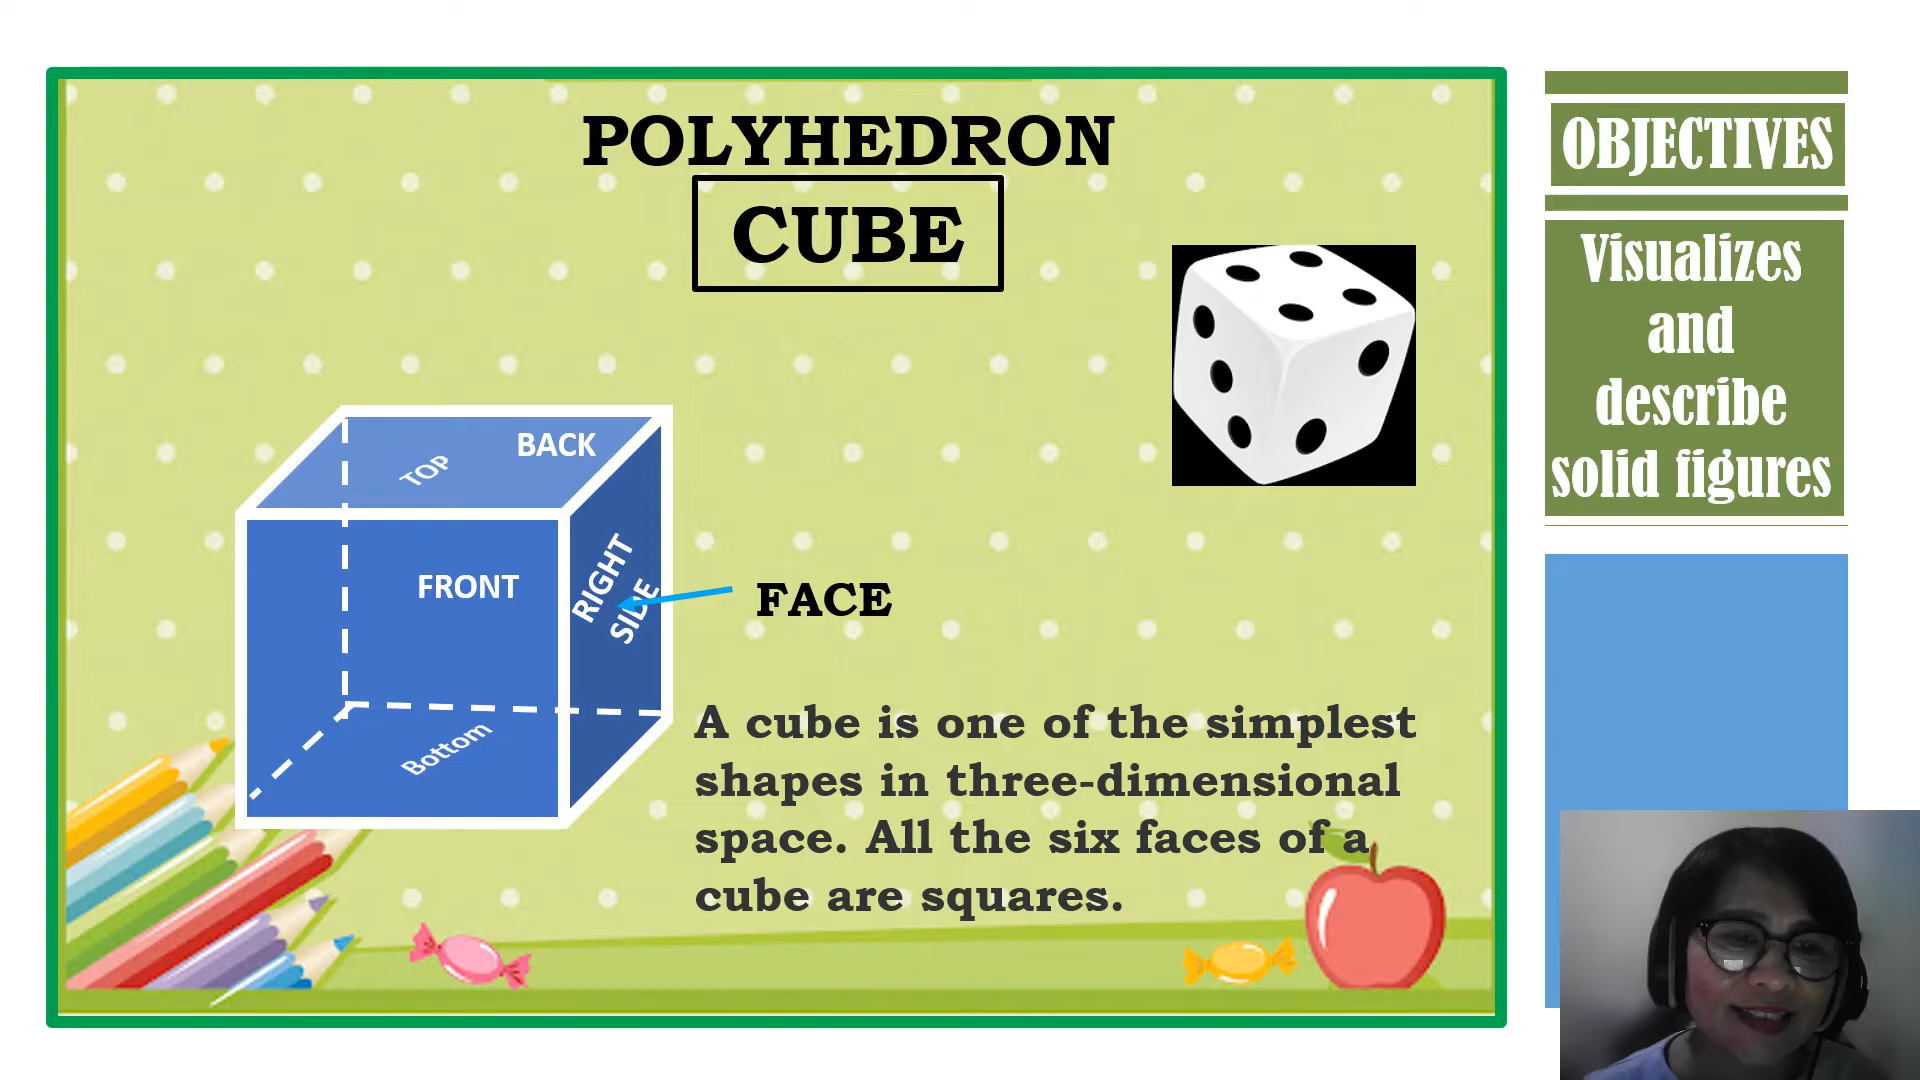 POLYHEDRON
CUBE
BACK
TOP
FRONT
RIGHT
SIDE
FACE
Bottom
A cube is one of the simplest
shapes in three-dimensional
space. All the six faces of a
cube are squares.
OBJECTIVES
Visualizes
and
describe
solid figures